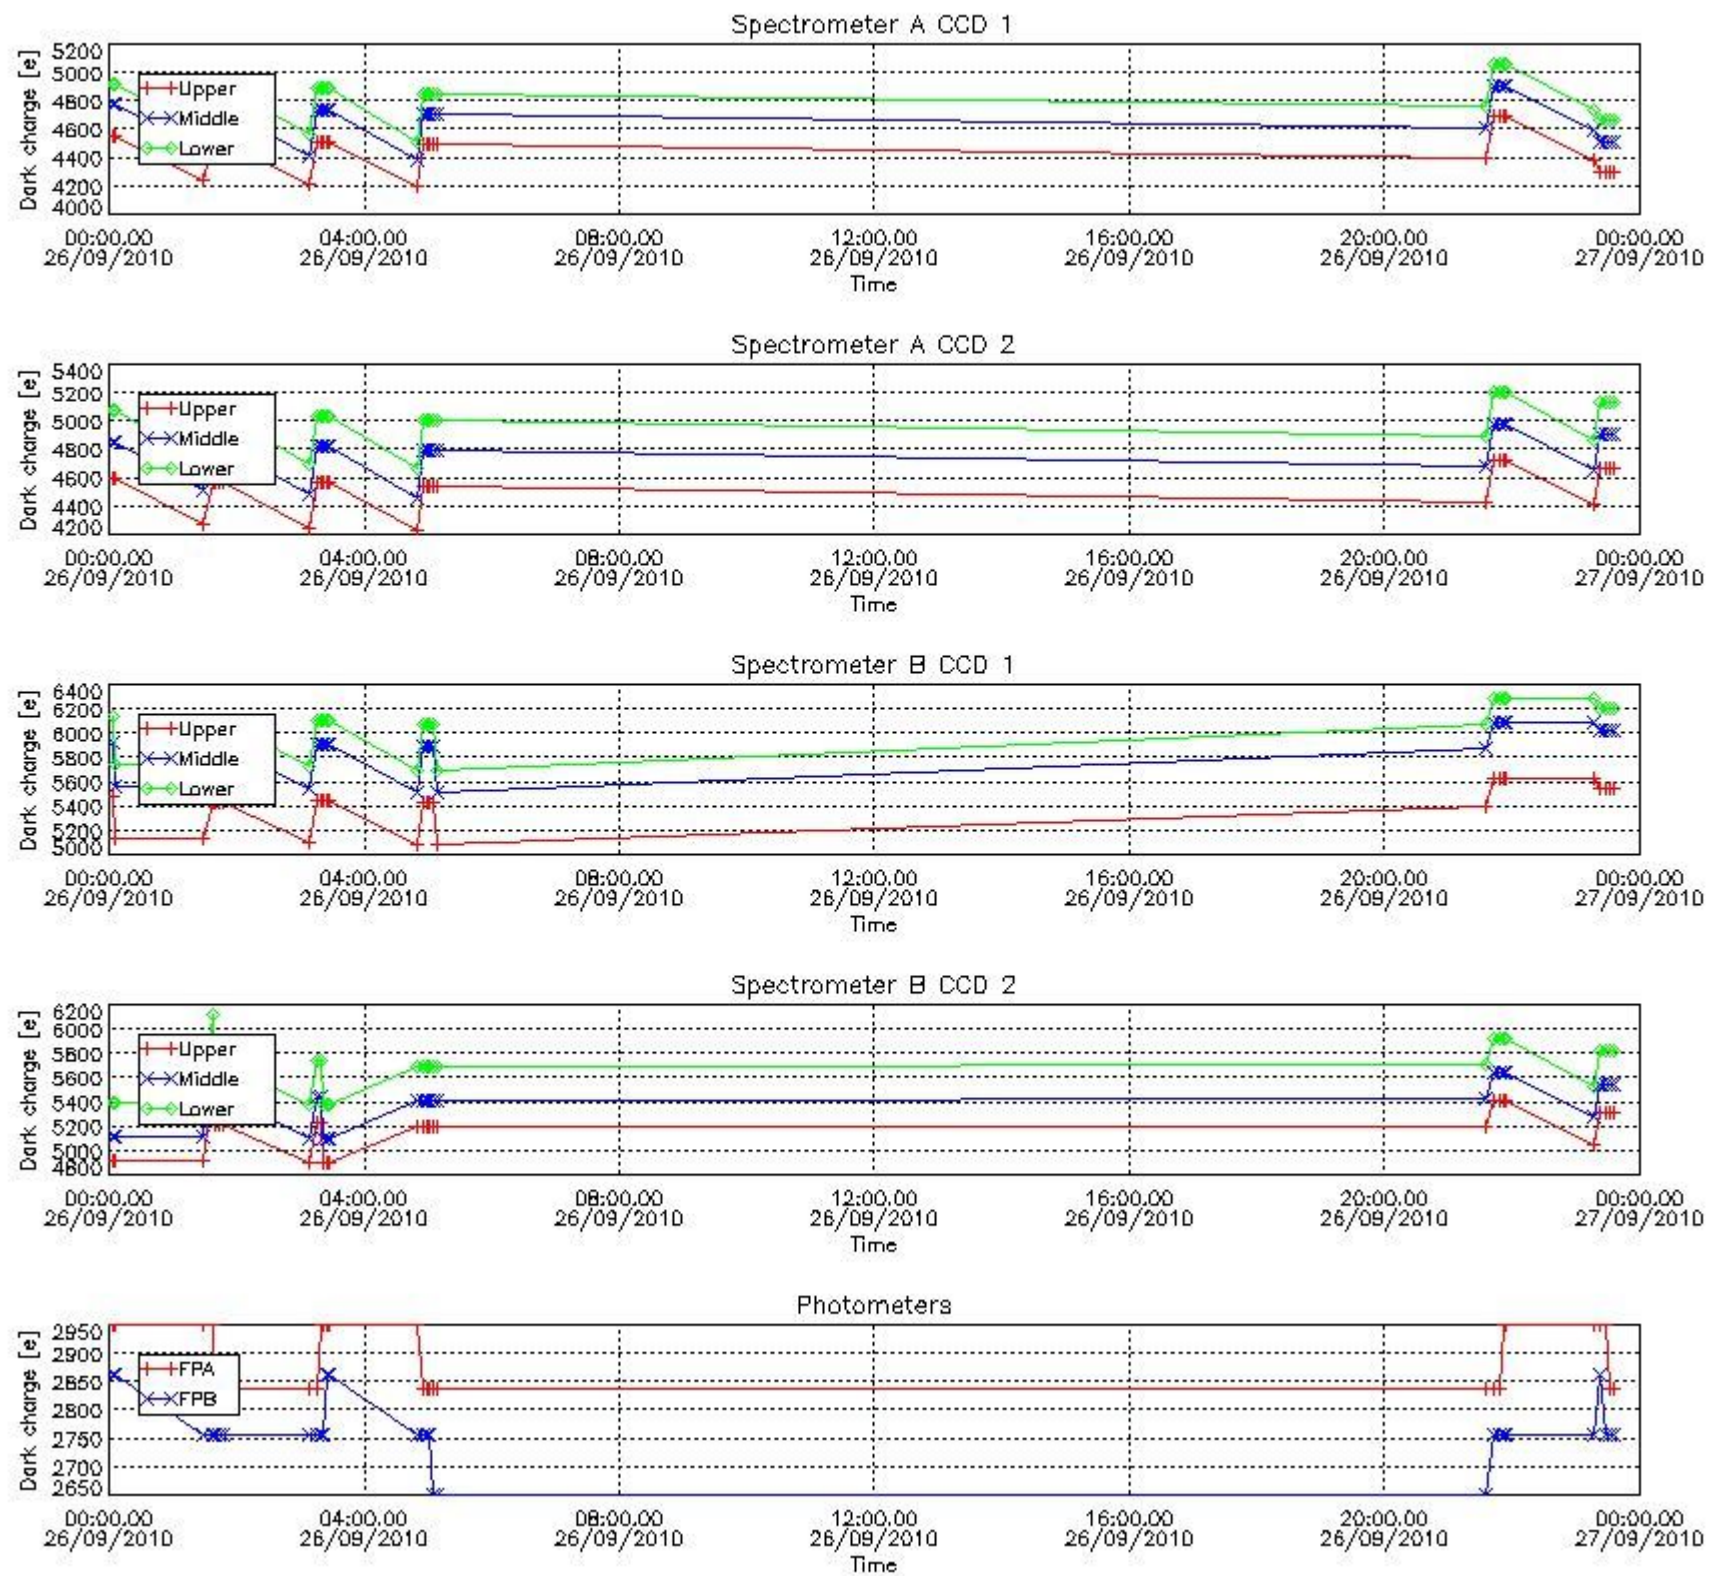 Spectrometer A CCD 1
Dark charge [e]
5200
5000
4800
4600
4400
4200
4000
Upper
Middle
Lower
00:00.00 04:00.00 08:00.00 12:00.00 16:00.00 20:00.00 00:00.00
26/09/2010 26/09/2010 26/09/2010 26/09/2010 26/09/2010 26/09/2010 27/09/2010
Time
Spectrometer A CCD 2
Dark charge [e]
5400
5200
5000
4800
4600
4400
4200
Upper
Middle
Lower
00:00.00 04:00.00 08:00.00 12:00.00 16:00.00 20:00.00 00:00.00
26/09/2010 26/09/2010 26/09/2010 26/09/2010 26/09/2010 26/09/2010 27/09/2010
Time
Spectrometer B CCD 1
Dark charge [e]
6400
6200
6000
5800
5600
5400
5200
5000
Upper
Middle
Lower
00:00.00 04:00.00 08:00.00 12:00.00 16:00.00 20:00.00 00:00.00
26/09/2010 26/09/2010 26/09/2010 26/09/2010 26/09/2010 26/09/2010 27/09/2010
Time
Spectrometer B CCD 2
Dark charge [e]
6200
6000
5800
5600
5400
5200
5000
4800
Upper
Middle
Lower
00:00.00 04:00.00 08:00.00 12:00.00 16:00.00 20:00.00 00:00.00
26/09/2010 26/09/2010 26/09/2010 26/09/2010 26/09/2010 26/09/2010 27/09/2010
Time
Photometers
Dark charge [e]
2950
2900
2850
2800
2750
2700
2650
FPA
FPB
00:00.00 04:00.00 08:00.00 12:00.00 16:00.00 20:00.00 00:00.00
26/09/2010 26/09/2010 26/09/2010 26/09/2010 26/09/2010 26/09/2010 27/09/2010
Time